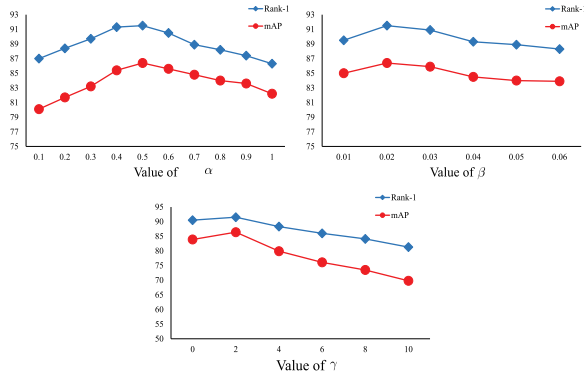 Rank-1
mAP
93
91
89
87
85
83
81
79
77
75
0.1 0.2 0.3 0.4 0.5 0.6 0.7 0.8 0.9 1
Value of α
Rank-1
mAP
93
91
89
87
85
83
81
79
77
75
0.01 0.02 0.03 0.04 0.05 0.06
Value of β
Rank-1
mAP
95
90
85
80
75
70
65
60
55
50
0 2 4 6 8 10
Value of γ